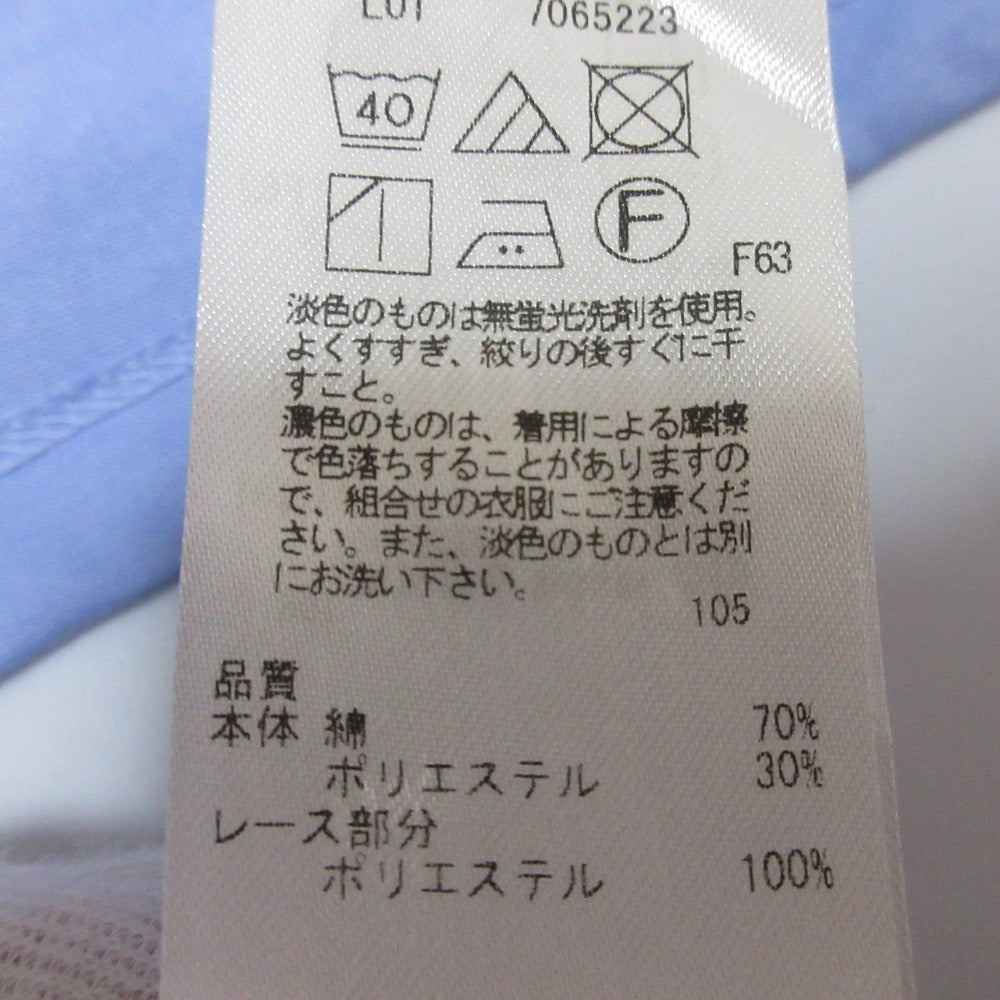 LOT 7065223
40
F
F63
淡色のものは無蛍光洗剤を使用。
よくすすぎ、絞りの後すぐに干
すこと。
濃色のものは、着用による摩擦
で色落ちすることがありますの
で、組合せの衣服にご注意くだ
さい。また、淡色のものとは別
にお洗い下さい。
105
品質
本体 綿 70%
ポリエステル 30%
レース部分
ポリエステル 100%